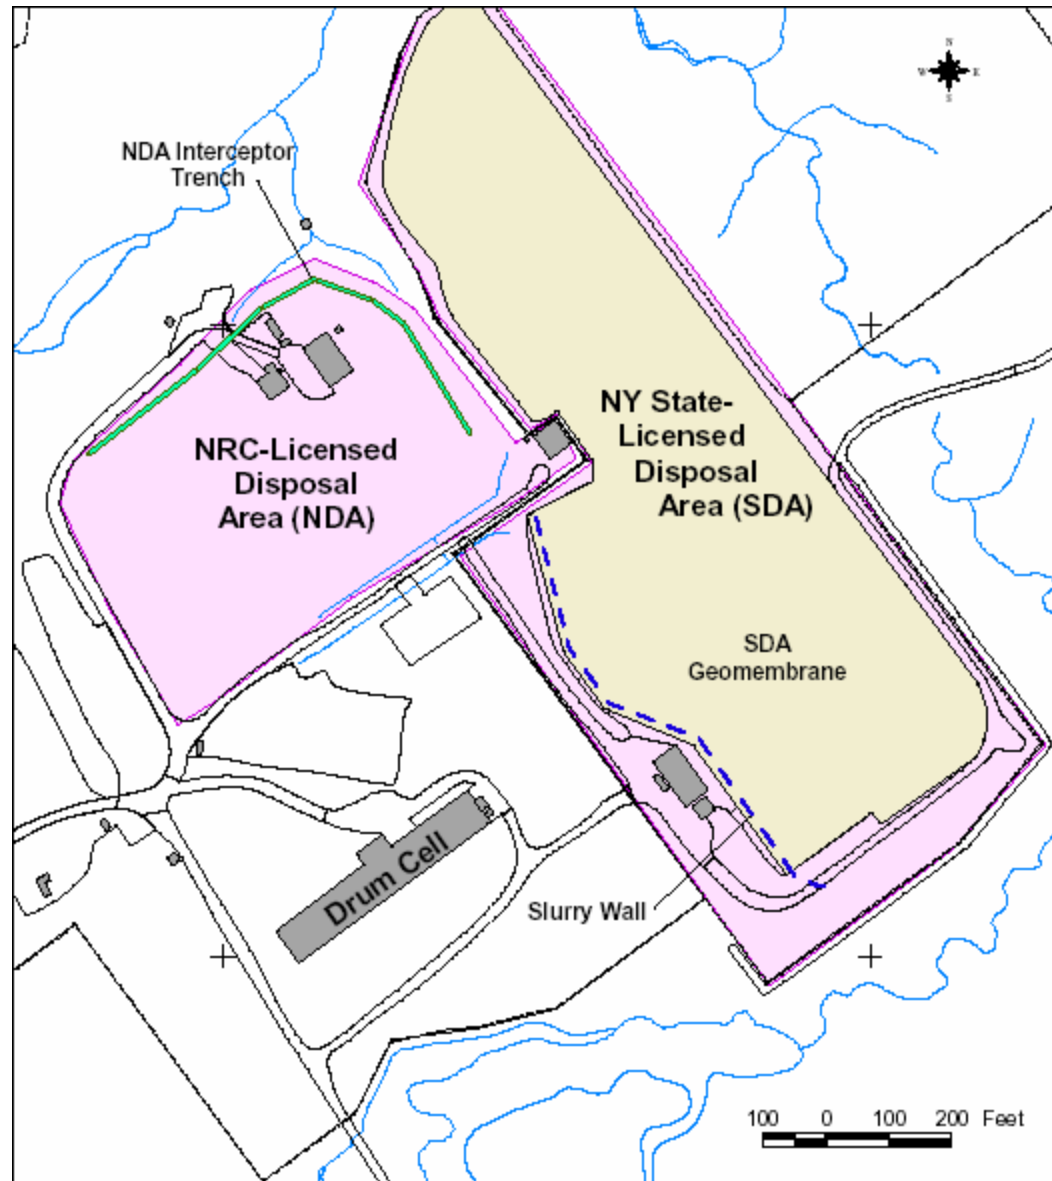 N
W E
S
NDA Interceptor
Trench
NY State-
Licensed
Disposal
Area (SDA)
NRC-Licensed
Disposal
Area (NDA)
SDA
Geomembrane
Drum Cell
Slurry Wall
100 0 100 200 Feet